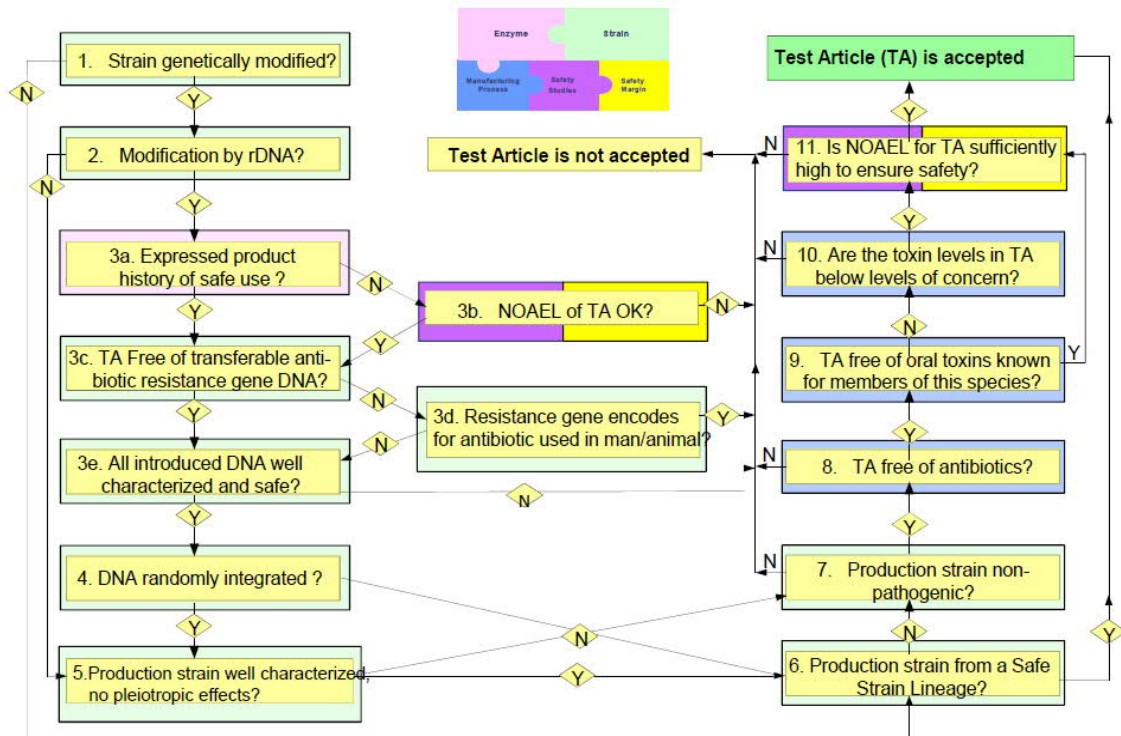 Enzyme
Strain
Manufacturing
Process
Safety
Studies
Safety
Margin
1. Strain genetically modified?
N
Y
2. Modification by rDNA?
N
Y
3a. Expressed product
history of safe use ?
N
Y
3b. NOAEL of TA OK?
N
Y
3c. TA Free of transferable anti-
biotic resistance gene DNA?
N
Y
3d. Resistance gene encodes
for antibiotic used in man/animal?
Y
N
3e. All introduced DNA well
characterized and safe?
N
Y
4. DNA randomly integrated ?
N
Y
5.Production strain well characterized,
no pleiotropic effects?
Y
Test Article is not accepted
Test Article (TA) is accepted
Y
11. Is NOAEL for TA sufficiently
high to ensure safety?
N
Y
10. Are the toxin levels in TA
below levels of concern?
N
N
9. TA free of oral toxins known
for members of this species?
Y
Y
8. TA free of antibiotics?
N
Y
7. Production strain non-
pathogenic?
N
N
6. Production strain from a Safe
Strain Lineage?
Y